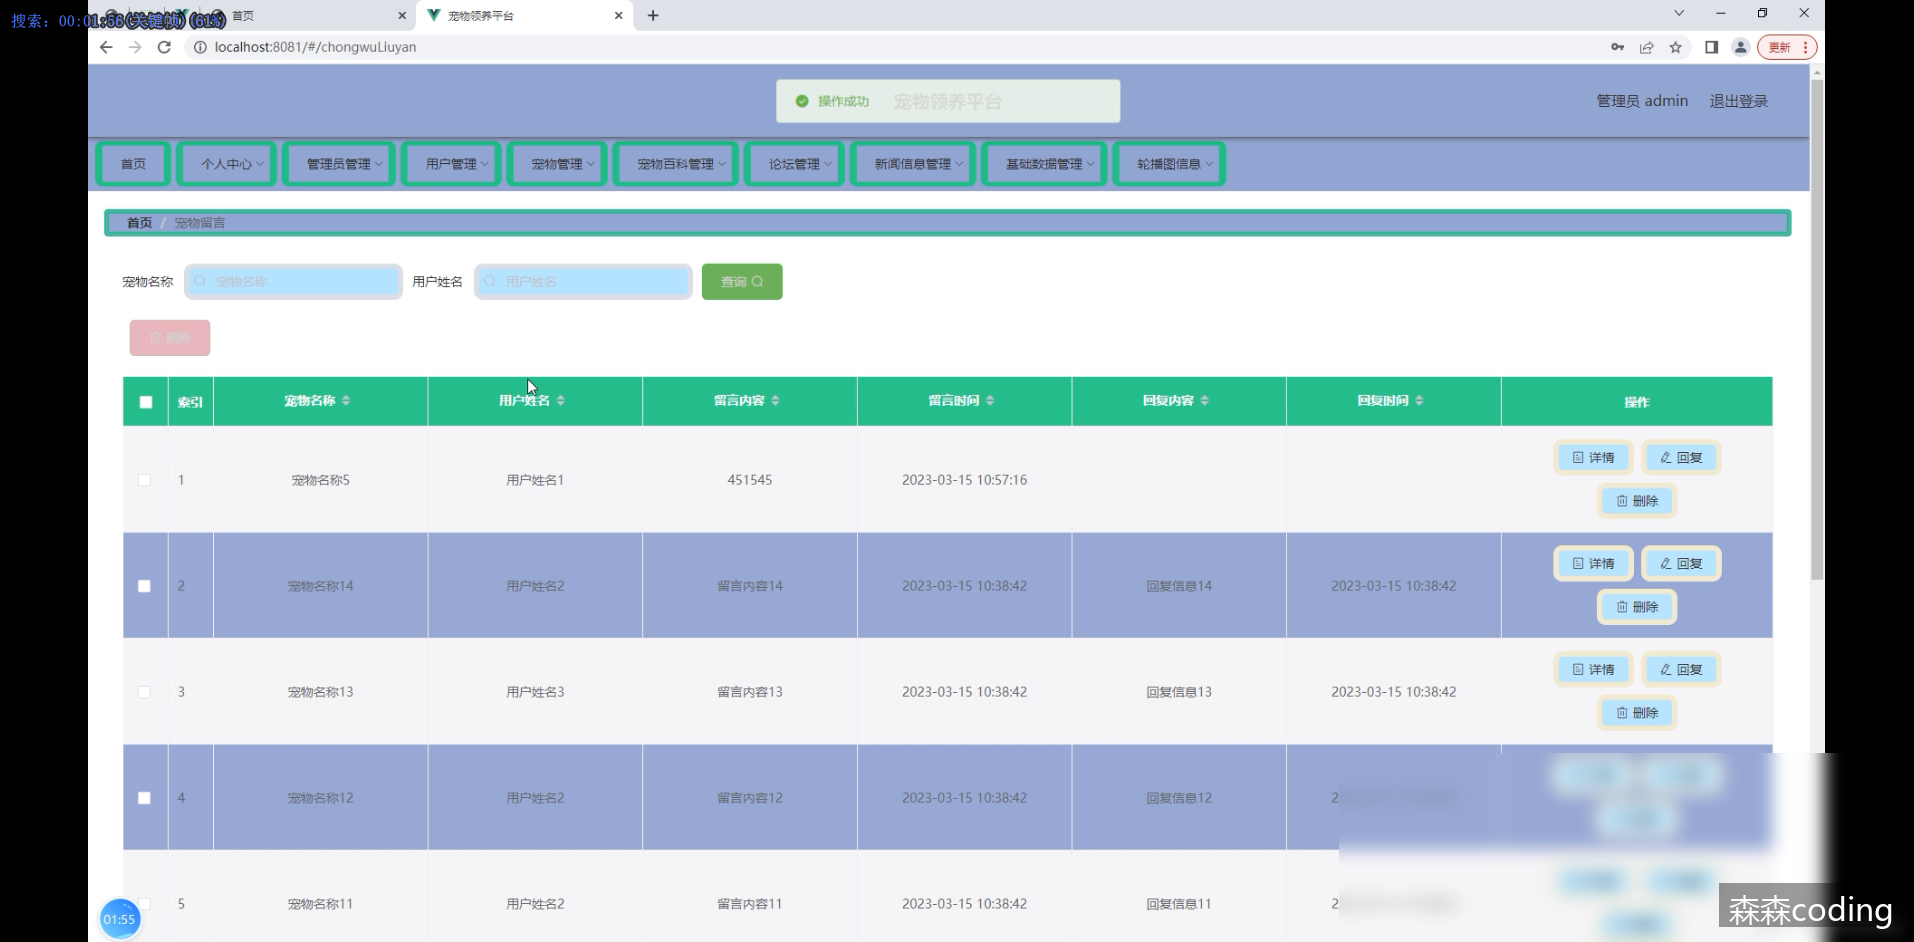 搜索: 00:01:56(关键帧)(61%)
首页
宠物领养平台
localhost:8081/#/chongwuLiuyan
更新
操作成功
宠物领养平台
管理员 admin
退出登录
首页
个人中心
管理员管理
用户管理
宠物管理
宠物百科管理
论坛管理
新闻信息管理
基础数据管理
轮播图信息
首页 / 宠物留言
宠物名称 宠物名称 用户姓名 用户姓名 查询
删除
索引 宠物名称 用户姓名 留言内容 留言时间 回复内容 回复时间 操作
1 宠物名称5 用户姓名1 451545 2023-03-15 10:57:16 详情 回复
删除
2 宠物名称14 用户姓名2 留言内容14 2023-03-15 10:38:42 回复信息14 2023-03-15 10:38:42 详情 回复
删除
3 宠物名称13 用户姓名3 留言内容13 2023-03-15 10:38:42 回复信息13 2023-03-15 10:38:42 详情 回复
删除
4 宠物名称12 用户姓名2 留言内容12 2023-03-15 10:38:42 回复信息12
5 宠物名称11 用户姓名2 留言内容11 2023-03-15 10:38:42 回复信息11
01:55
森森coding